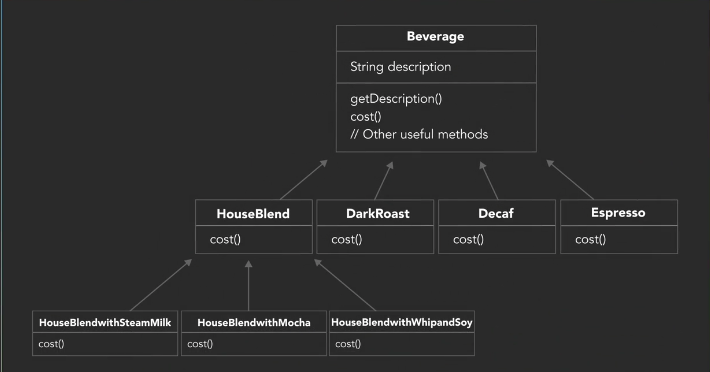 Beverage
String description
getDescription()
cost()
// Other useful methods
HouseBlend
cost()
DarkRoast
cost()
Decaf
cost()
Espresso
cost()
HouseBlendwithSteamMilk
cost()
HouseBlendwithMocha
cost()
HouseBlendwithWhipandSoy
cost()